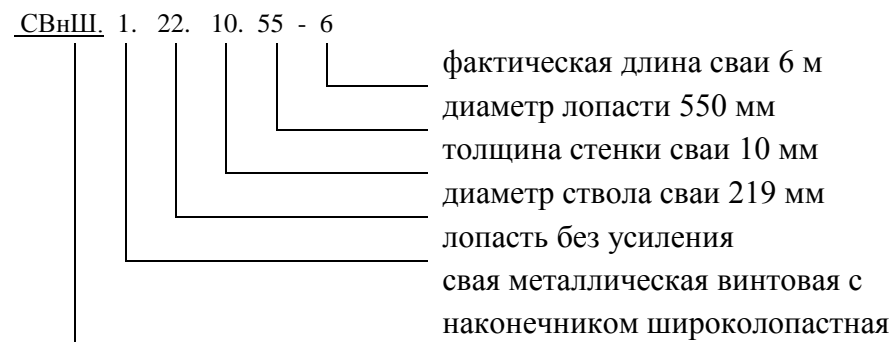 СВнШ. 1. 22. 10. 55 - 6
фактическая длина сваи 6 м
диаметр лопасти 550 мм
толщина стенки сваи 10 мм
диаметр ствола сваи 219 мм
лопасть без усиления
свая металлическая винтовая с
наконечником широколопастная